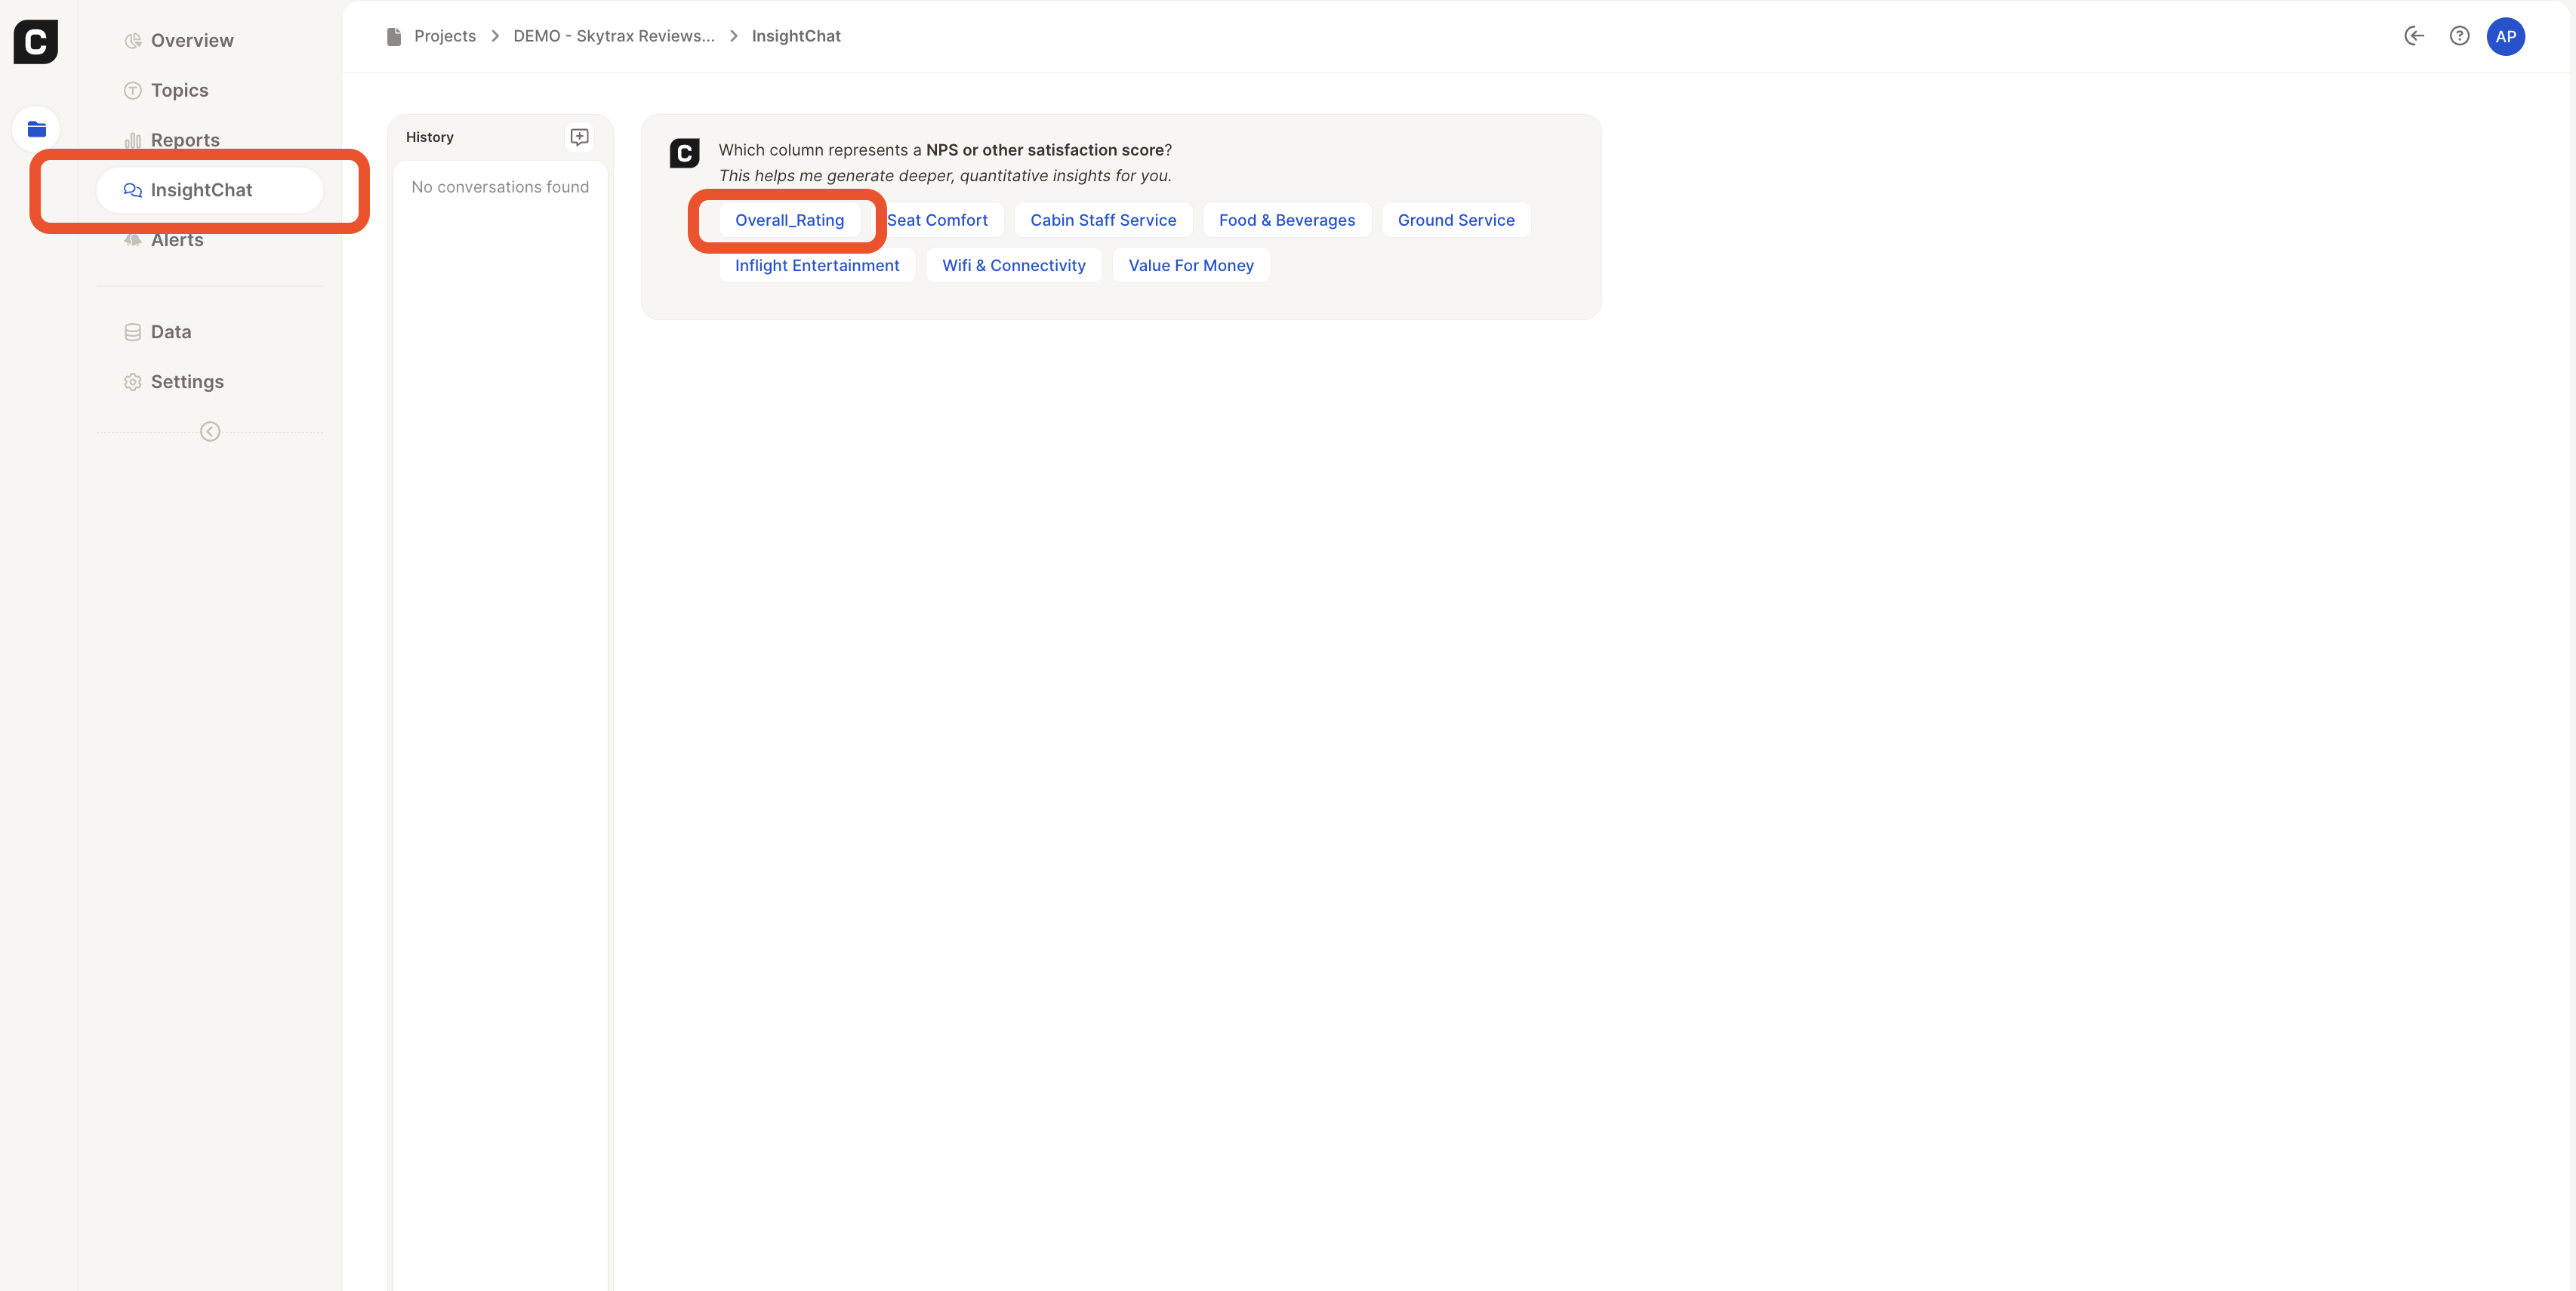 C
Overview
Topics
Reports
InsightChat
Alerts
Data
Settings
Projects > DEMO - Skytrax Reviews... > InsightChat
AP
History
No conversations found
C
Which column represents a NPS or other satisfaction score?
This helps me generate deeper, quantitative insights for you.
Overall_Rating Seat Comfort Cabin Staff Service Food & Beverages Ground Service
Inflight Entertainment Wifi & Connectivity Value For Money